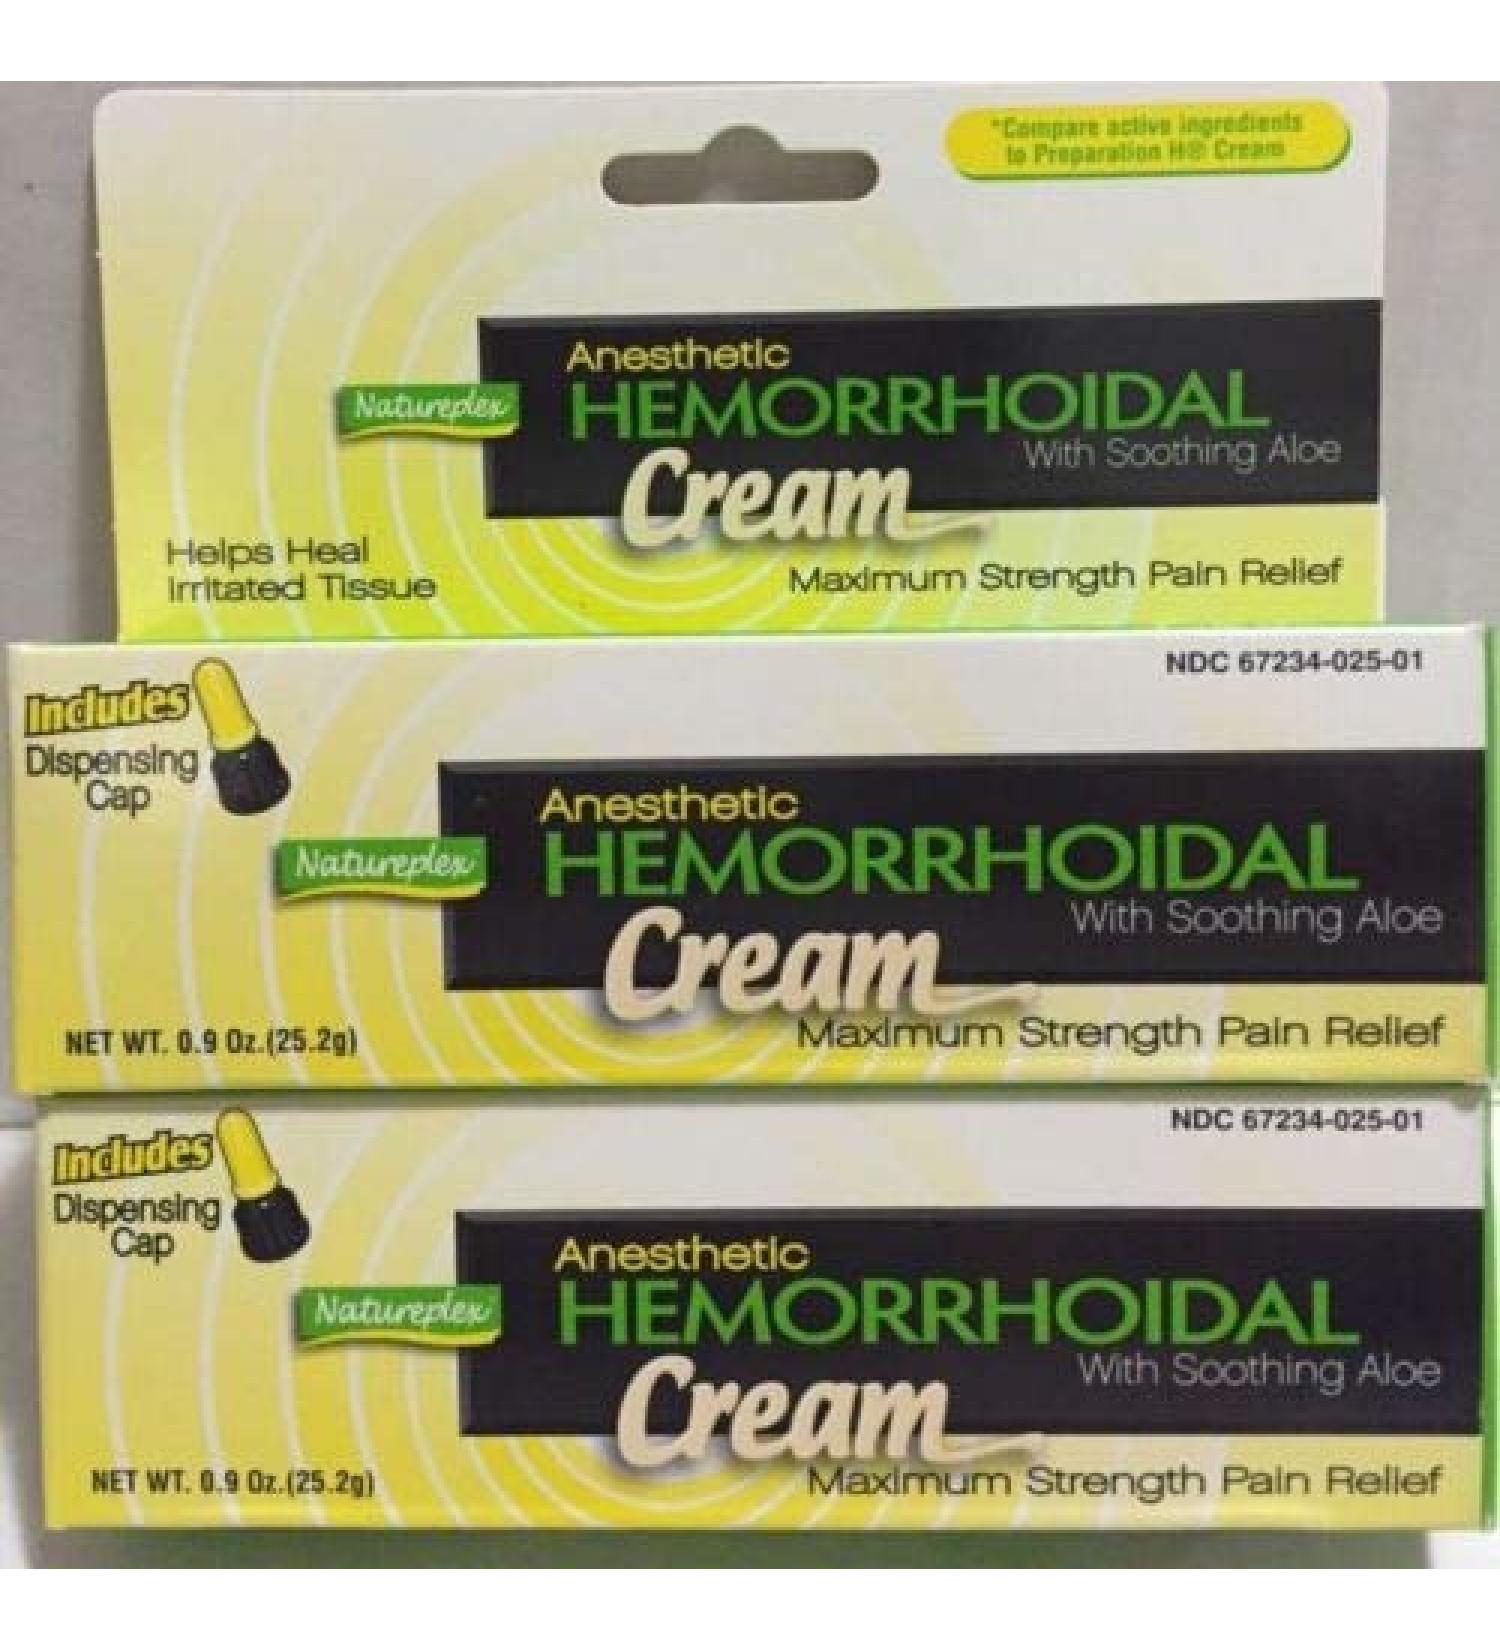 *Compare active ingredients
to Preparation H® Cream
Anesthetic
Natureplex
HEMORRHOIDAL
With Soothing Aloe
Cream
Helps Heal
Irritated Tissue
Maximum Strength Pain Relief
NDC 67234-025-01
Includes
Dispensing
Cap
Anesthetic
Natureplex
HEMORRHOIDAL
With Soothing Aloe
Cream
NET WT. 0.9 Oz.(25.2g)
Maximum Strength Pain Relief
NDC 67234-025-01
Includes
Dispensing
Cap
Anesthetic
Natureplex
HEMORRHOIDAL
With Soothing Aloe
Cream
NET WT. 0.9 Oz.(25.2g)
Maximum Strength Pain Relief